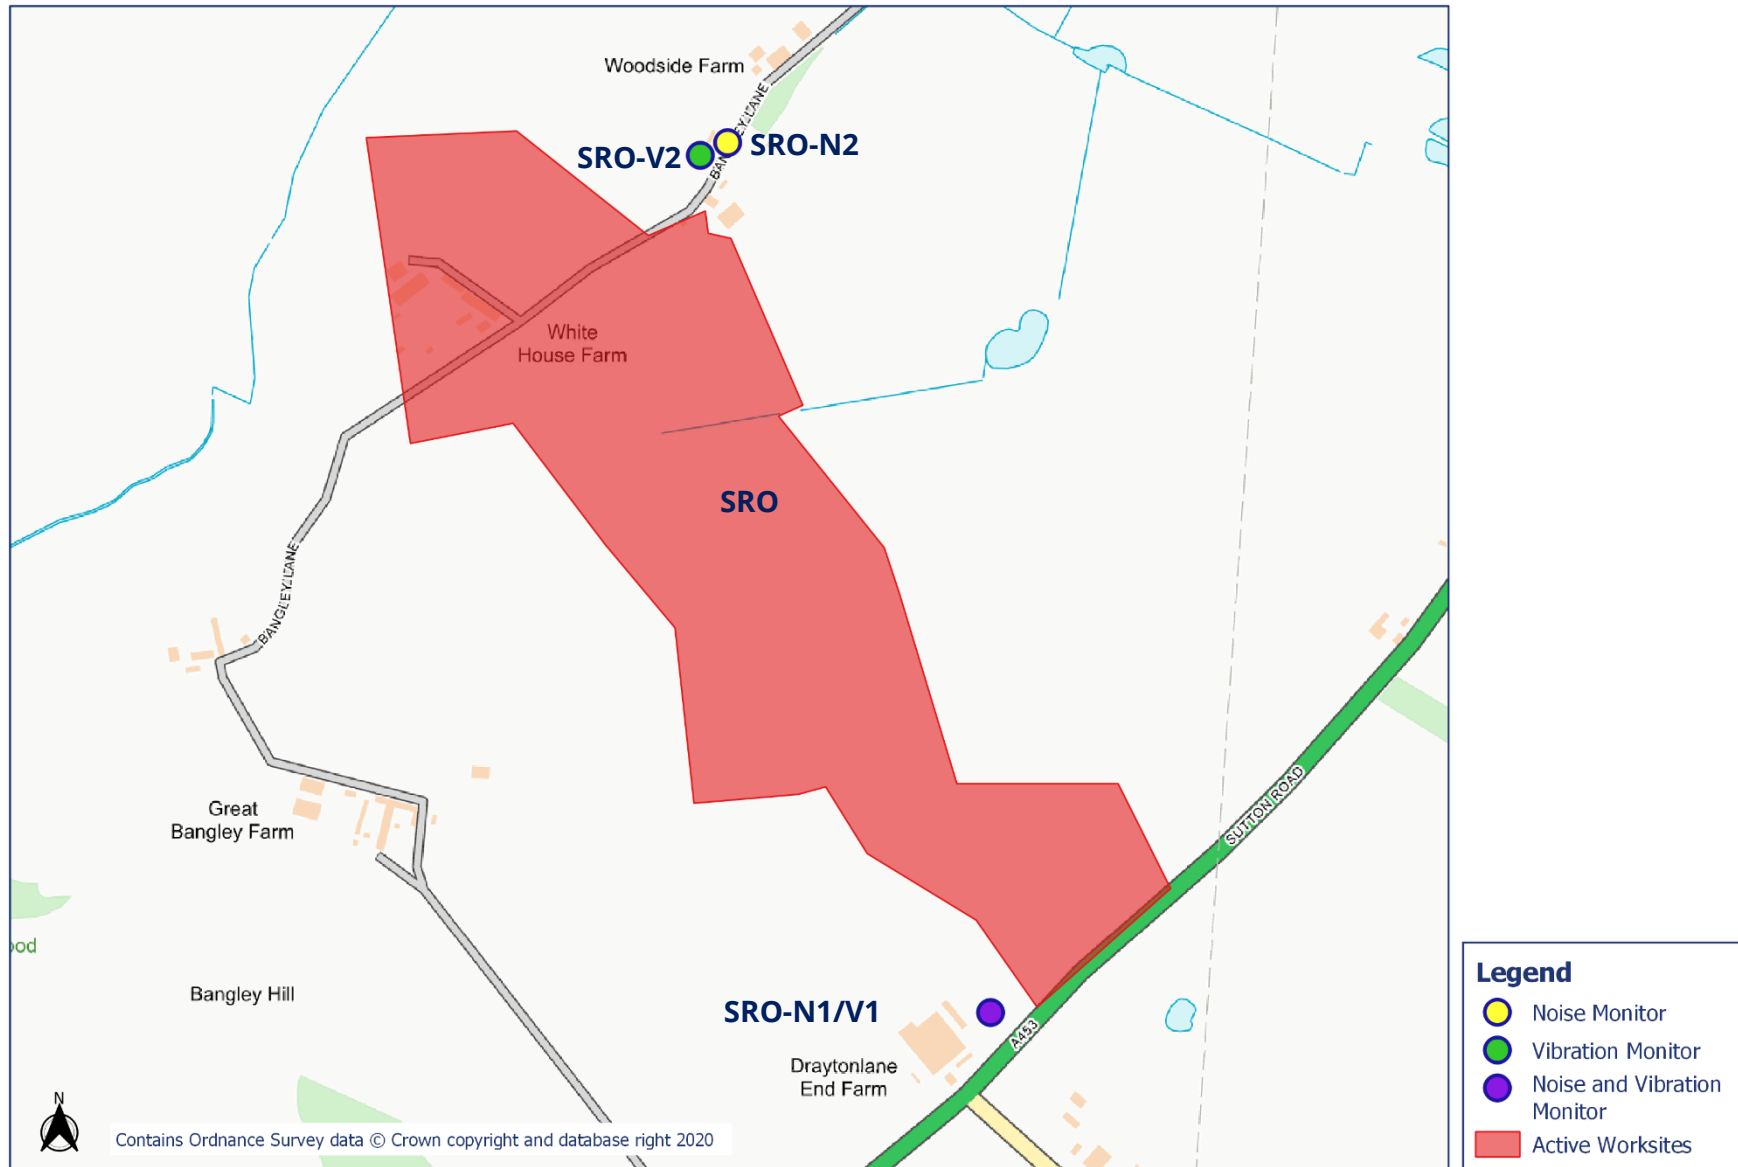 Woodside Farm
BANGLEY LANE
SRO-V2
SRO-N2
White
House Farm
SRO
BANGLEY LANE
Great
Bangley Farm
SUTTON ROAD
ood
Bangley Hill
SRO-N1/V1
A453
Draytonlane
End Farm
N
Contains Ordnance Survey data © Crown copyright and database right 2020
Legend
Noise Monitor
Vibration Monitor
Noise and Vibration
Monitor
Active Worksites